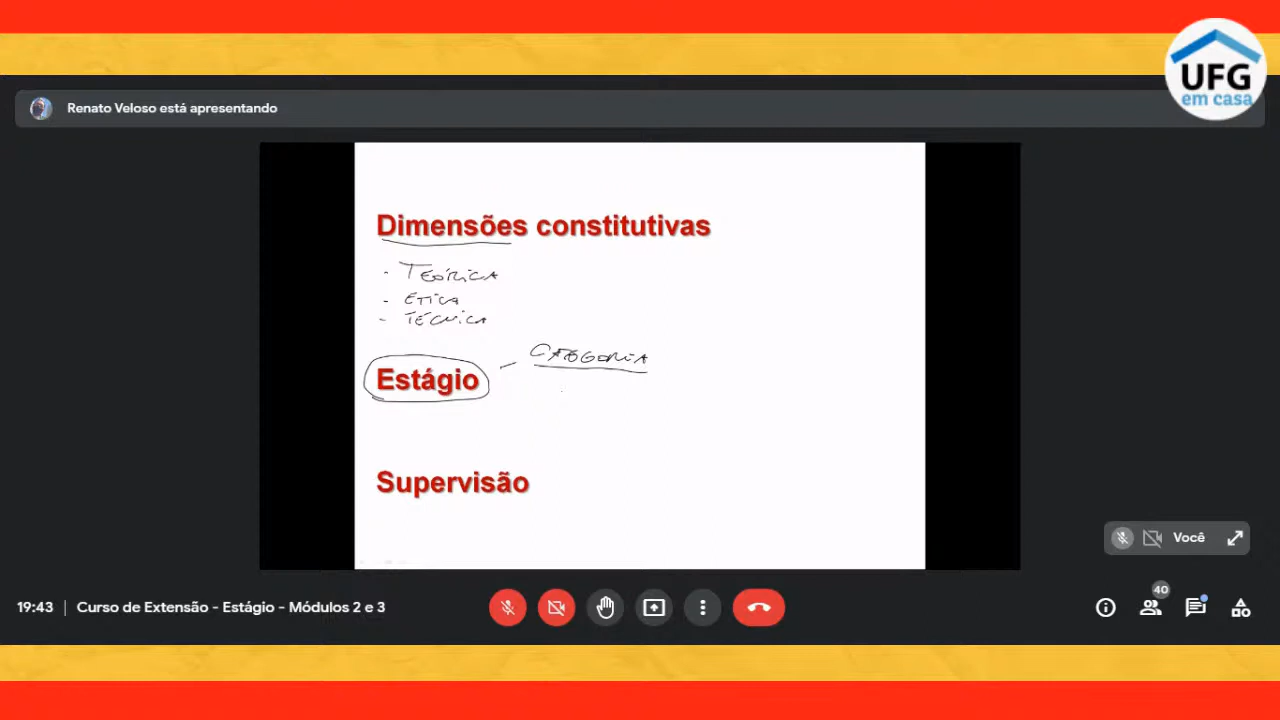 UFG
em casa
Renato Veloso está apresentando
Dimensões constitutivas
- TEÓRICA
- ETICA
- TÉCNICA
Estágio – CATEGORIA
Supervisão
Você
19:43 | Curso de Extensão - Estágio - Módulos 2 e 3
40